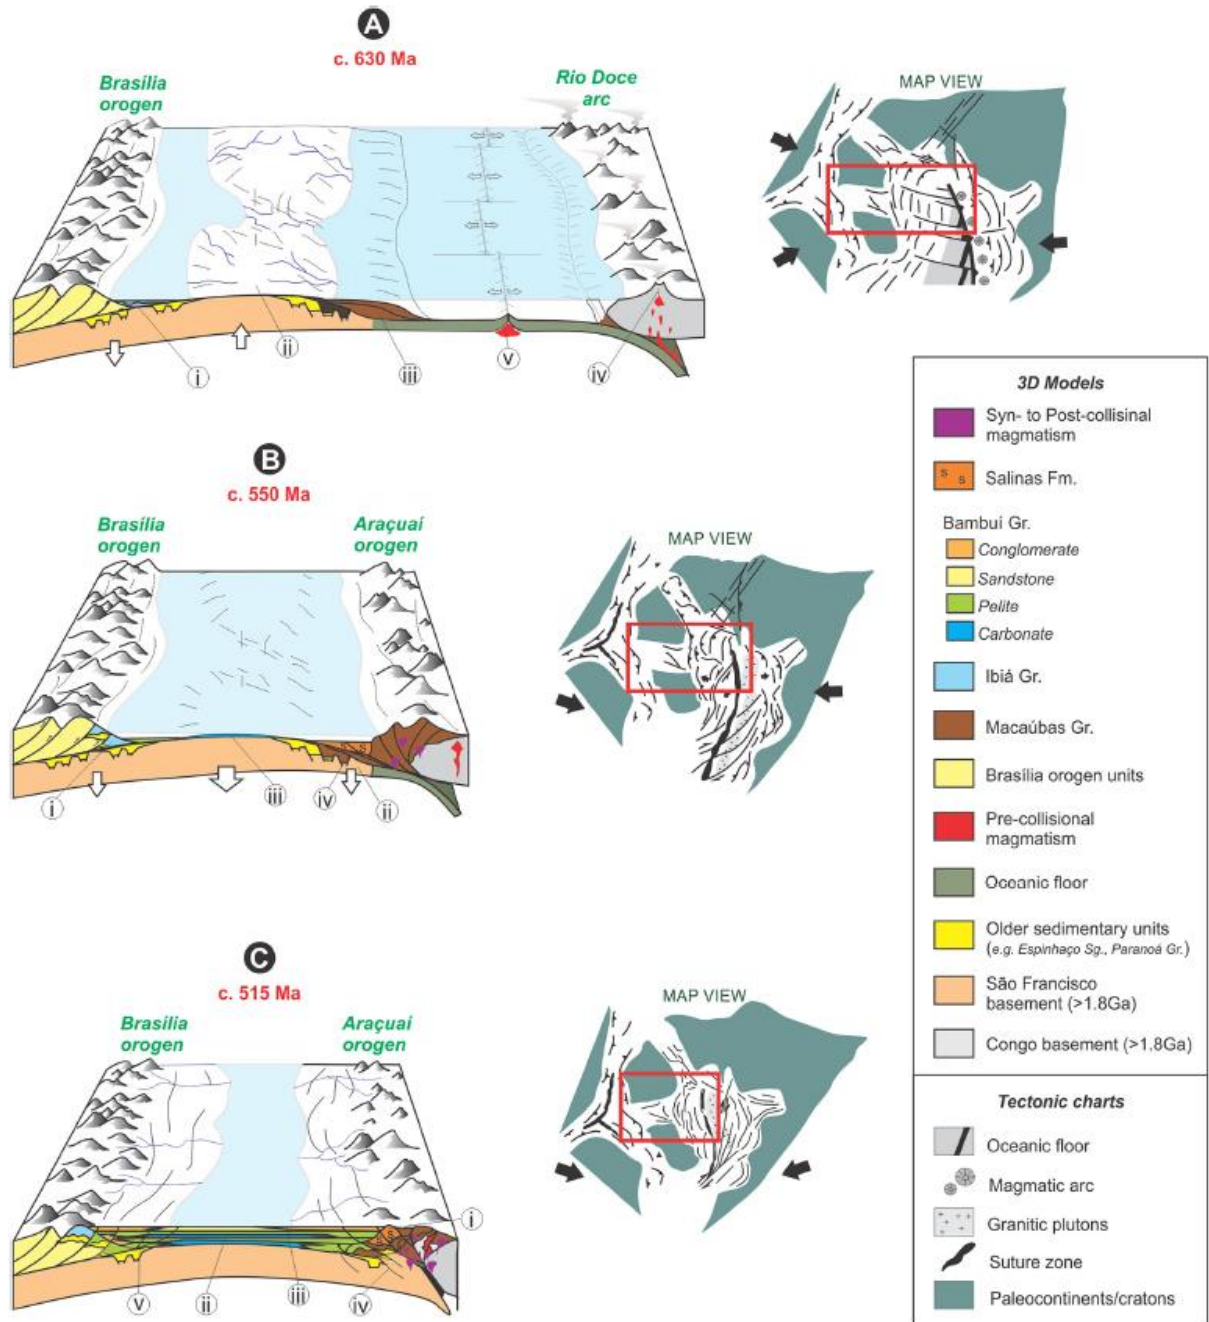 A
c. 630 Ma
Brasília
orogen
Rio Doce
arc
MAP VIEW
i
ii
iii
v
iv
B
c. 550 Ma
Brasília
orogen
Araçuaí
orogen
MAP VIEW
i
iii
iv
ii
C
c. 515 Ma
Brasília
orogen
Araçuaí
orogen
MAP VIEW
i
v
ii
iii
iv
3D Models
Syn- to Post-collisinal
magmatism
S S
Salinas Fm.
Bambuí Gr.
Conglomerate
Sandstone
Pelite
Carbonate
Ibiá Gr.
Macaúbas Gr.
Brasília orogen units
Pre-collisional
magmatism
Oceanic floor
Older sedimentary units
(e.g. Espinhaço Sg., Paranoá Gr.)
São Francisco
basement (>1.8Ga)
Congo basement (>1,8Ga)
Tectonic charts
Oceanic floor
Magmatic arc
Granitic plutons
Suture zone
Paleocontinents/cratons